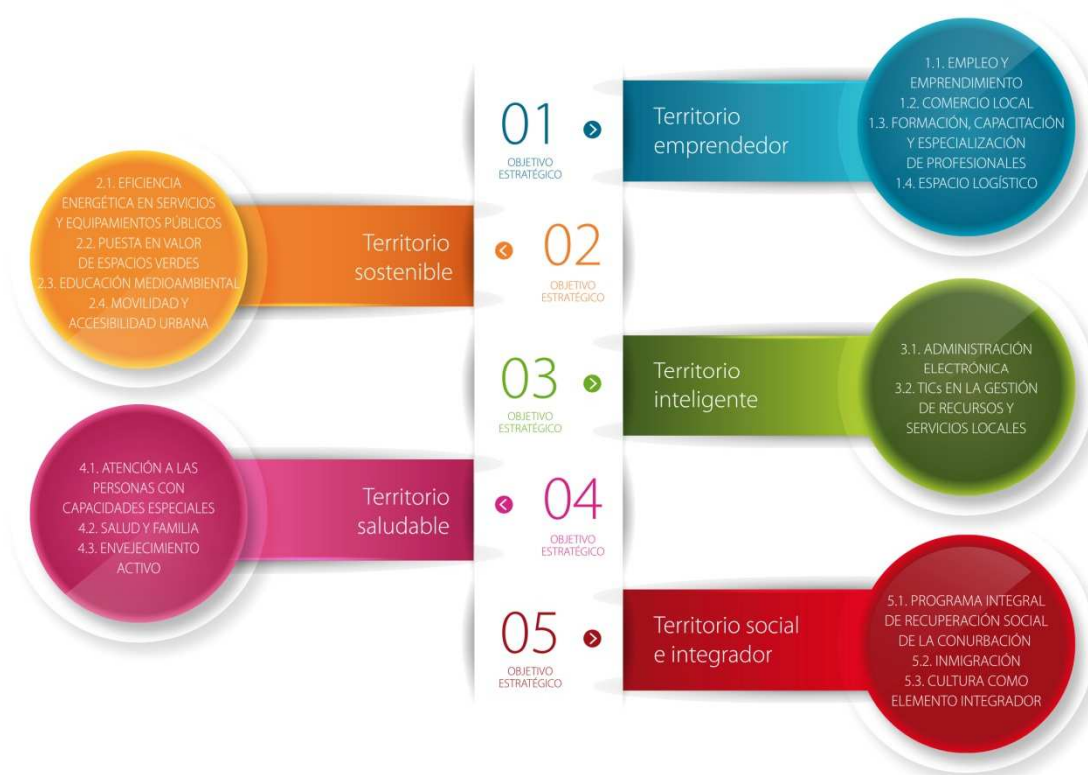 01
OBJETIVO
ESTRATÉGICO
Territorio
emprendedor
1.1. EMPLEO Y
EMPRENDIMIENTO
1.2. COMERCIO LOCAL
1.3. FORMACIÓN, CAPACITACIÓN
Y ESPECIALIZACIÓN
DE PROFESIONALES
1.4. ESPACIO LOGÍSTICO
02
OBJETIVO
ESTRATÉGICO
Territorio
sostenible
2.1. EFICIENCIA
ENERGÉTICA EN SERVICIOS
Y EQUIPAMIENTOS PÚBLICOS
2.2. PUESTA EN VALOR
DE ESPACIOS VERDES
2.3. EDUCACIÓN MEDIOAMBIENTAL
2.4. MOVILIDAD Y
ACCESIBILIDAD URBANA
03
OBJETIVO
ESTRATÉGICO
Territorio
inteligente
3.1. ADMINISTRACIÓN
ELECTRÓNICA
3.2. TICs EN LA GESTIÓN
DE RECURSOS Y
SERVICIOS LOCALES
04
OBJETIVO
ESTRATÉGICO
Territorio
saludable
4.1. ATENCIÓN A LAS
PERSONAS CON
CAPACIDADES ESPECIALES
4.2. SALUD Y FAMILIA
4.3. ENVEJECIMIENTO
ACTIVO
05
OBJETIVO
ESTRATÉGICO
Territorio social
e integrador
5.1. PROGRAMA INTEGRAL
DE RECUPERACIÓN SOCIAL
DE LA CONURBACIÓN
5.2. INMIGRACIÓN
5.3. CULTURA COMO
ELEMENTO INTEGRADOR